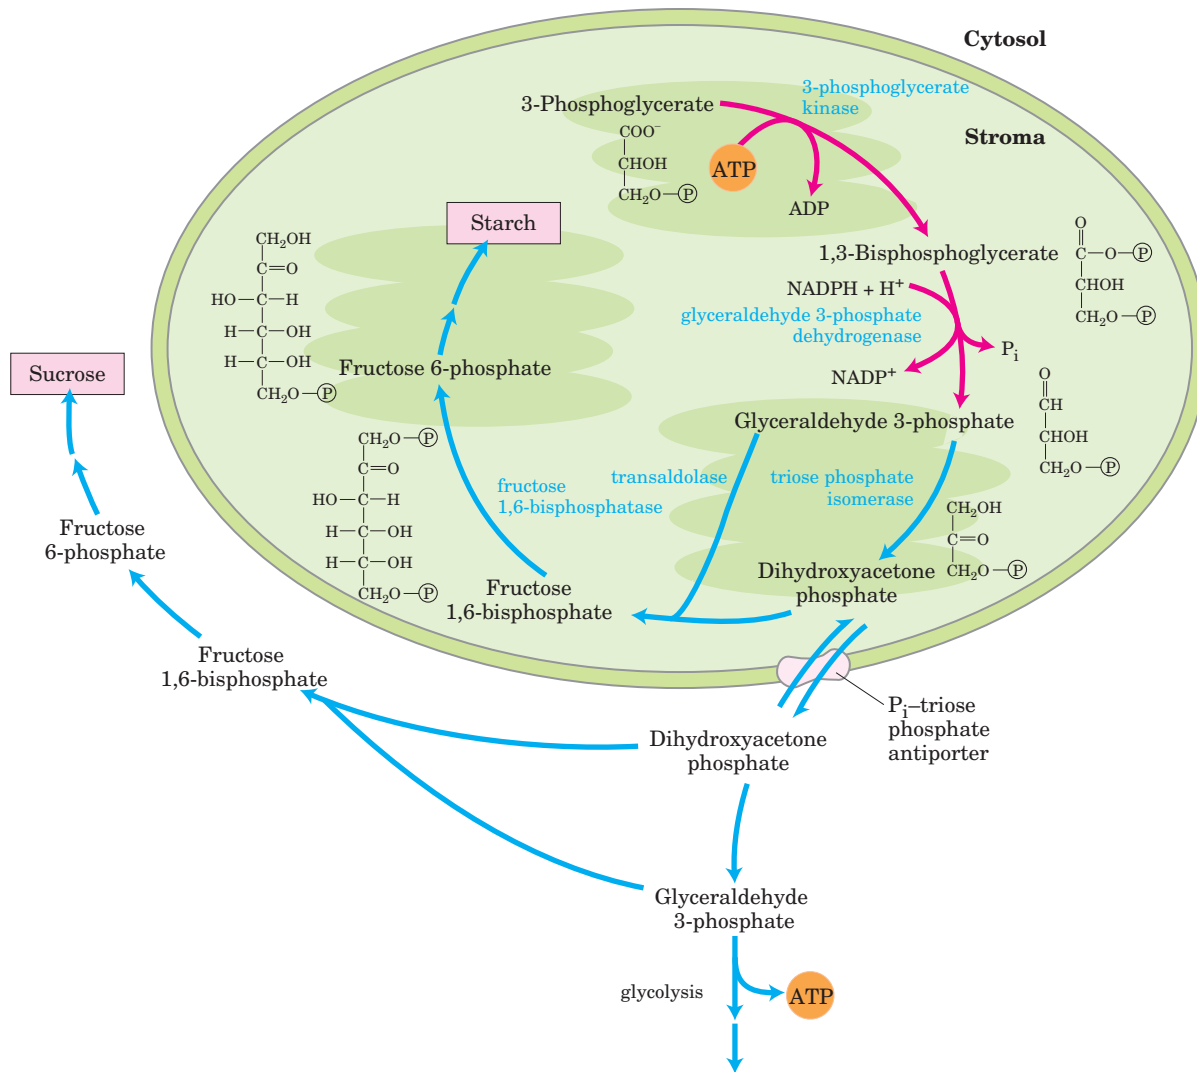 Cytosol
3-phosphoglycerate
kinase
3-Phosphoglycerate
Stroma
COO⁻
CHOH
CH₂O—Ⓟ
ATP
ADP
Starch
1,3-Bisphosphoglycerate
O
C—O—Ⓟ
CHOH
CH₂O—Ⓟ
NADPH + H⁺
glyceraldehyde 3-phosphate
dehydrogenase
Pᵢ
NADP⁺
CH₂OH
C=O
HO—C—H
H—C—OH
H—C—OH
CH₂O—Ⓟ
Fructose 6-phosphate
Sucrose
Glyceraldehyde 3-phosphate
O
CH
CHOH
CH₂O—Ⓟ
CH₂O—Ⓟ
C=O
HO—C—H
H—C—OH
H—C—OH
CH₂O—Ⓟ
fructose
1,6-bisphosphatase
transaldolase
triose phosphate
isomerase
CH₂OH
C=O
CH₂O—Ⓟ
Fructose
6-phosphate
Fructose
1,6-bisphosphate
Dihydroxyacetone
phosphate
Fructose
1,6-bisphosphate
Pᵢ–triose
phosphate
antiporter
Dihydroxyacetone
phosphate
Glyceraldehyde
3-phosphate
glycolysis
ATP